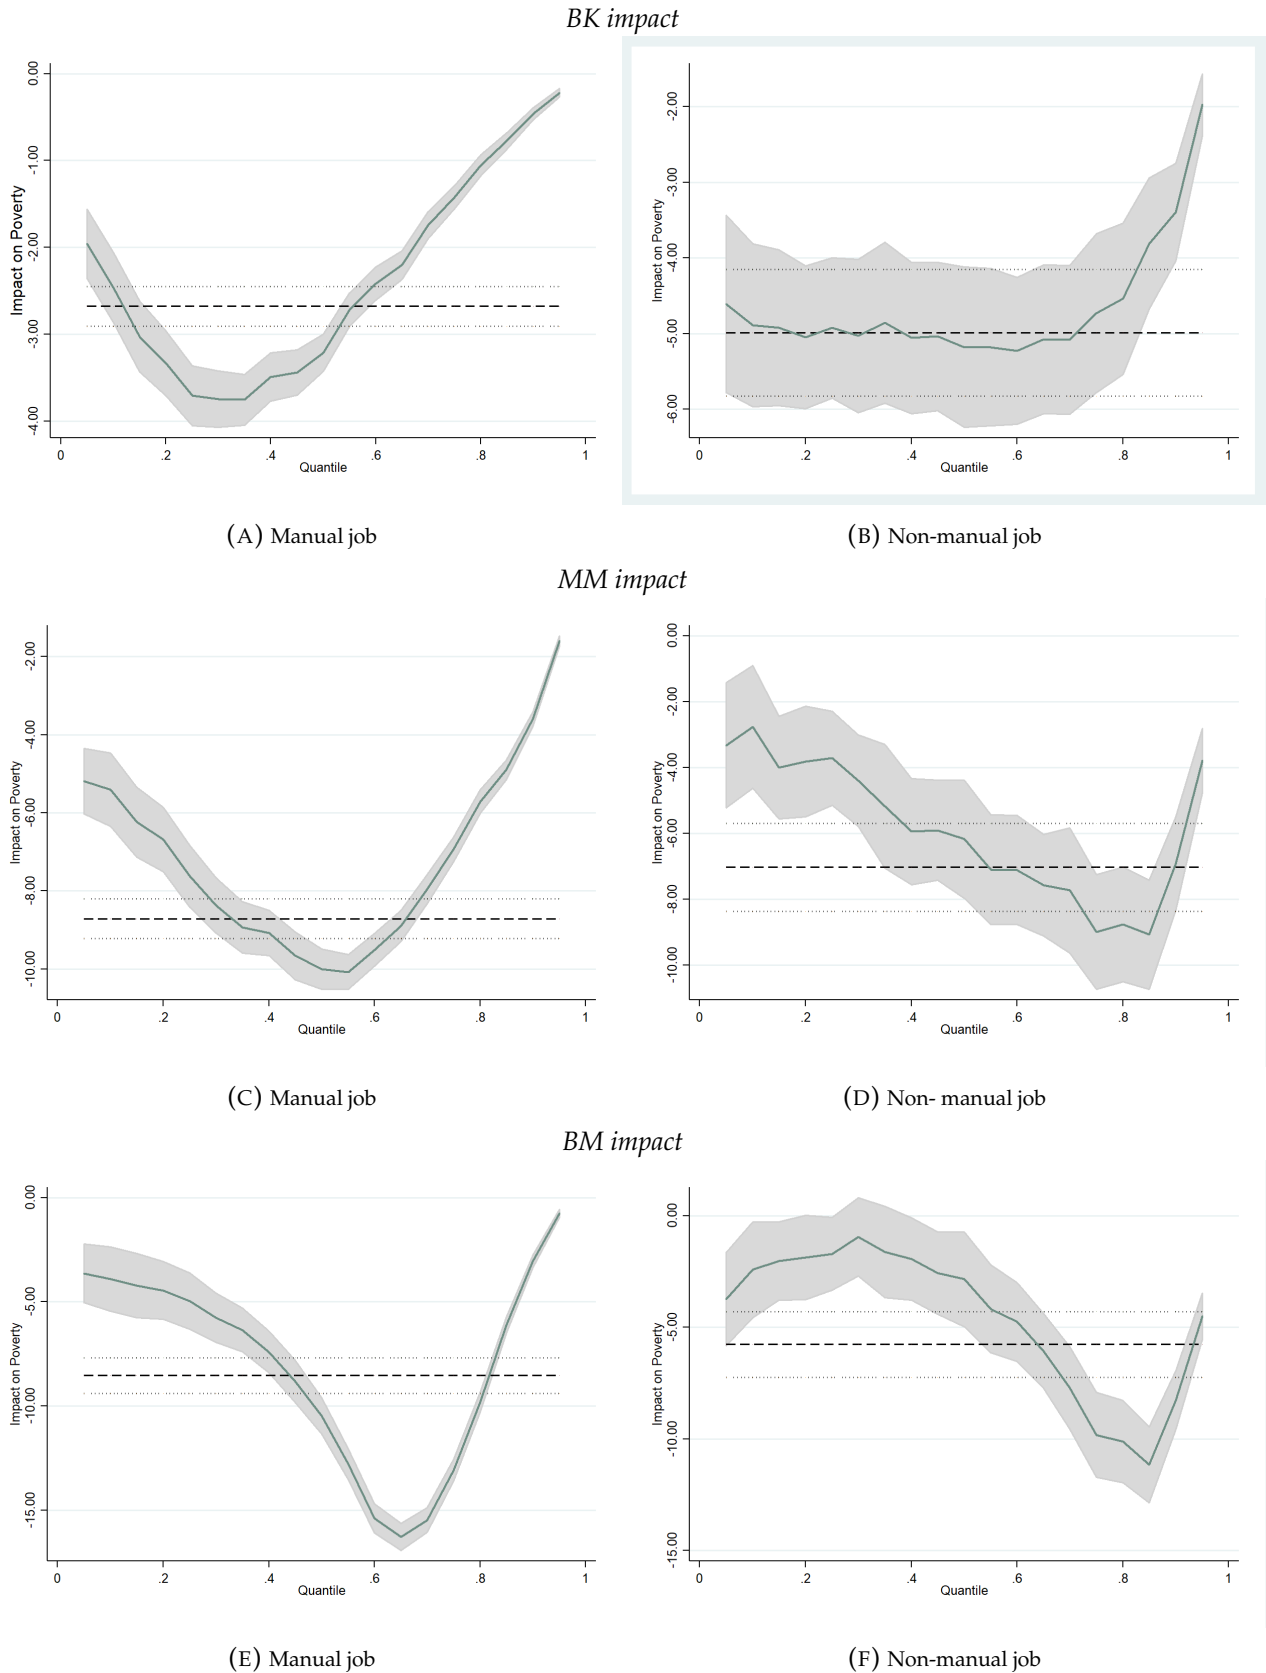 BK impact
Impact on Poverty
0.00
-1.00
-2.00
-3.00
-4.00
0 .2 .4 .6 .8 1
Quantile
Impact on Poverty
-2.00
-3.00
-4.00
-5.00
-6.00
0 .2 .4 .6 .8 1
Quantile
(A) Manual job
(B) Non-manual job
MM impact
Impact on Poverty
-2.00
-4.00
-6.00
-8.00
-10.00
0 .2 .4 .6 .8 1
Quantile
Impact on Poverty
0.00
-2.00
-4.00
-6.00
-8.00
-10.00
0 .2 .4 .6 .8 1
Quantile
(C) Manual job
(D) Non- manual job
BM impact
Impact on Poverty
0.00
-5.00
-10.00
-15.00
0 .2 .4 .6 .8 1
Quantile
Impact on Poverty
0.00
-5.00
-10.00
-15.00
0 .2 .4 .6 .8 1
Quantile
(E) Manual job
(F) Non-manual job